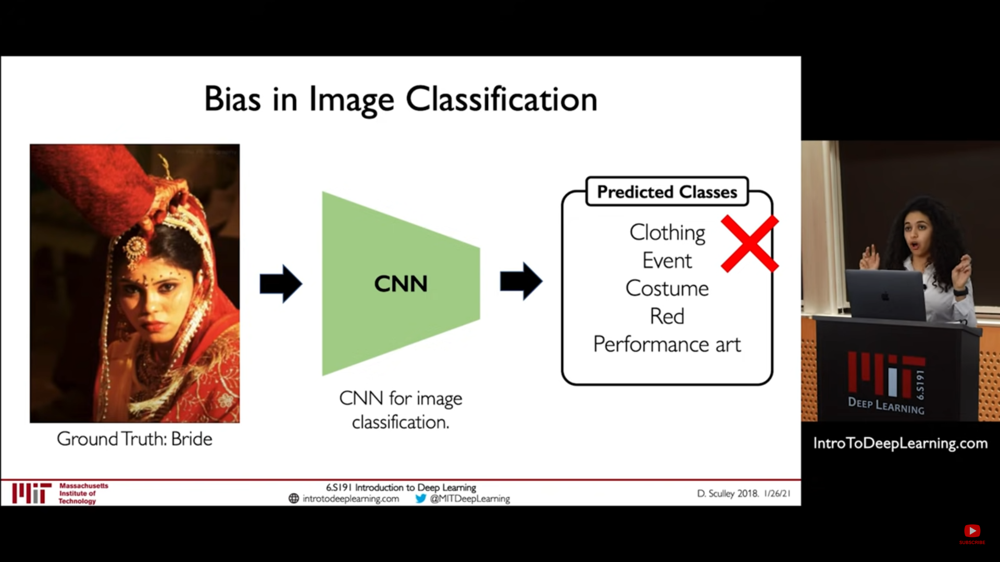 Bias in Image Classification
Predicted Classes
Clothing
Event
Costume
Red
Performance art
CNN
CNN for image
classification.
Ground Truth: Bride
MIT
6.S191
DEEP LEARNING
IntroToDeepLearning.com
Massachusetts
Institute of
Technology
6.S191 Introduction to Deep Learning
introtodeeplearning.com @MITDeepLearning
D. Sculley 2018. 1/26/21
SUBSCRIBE